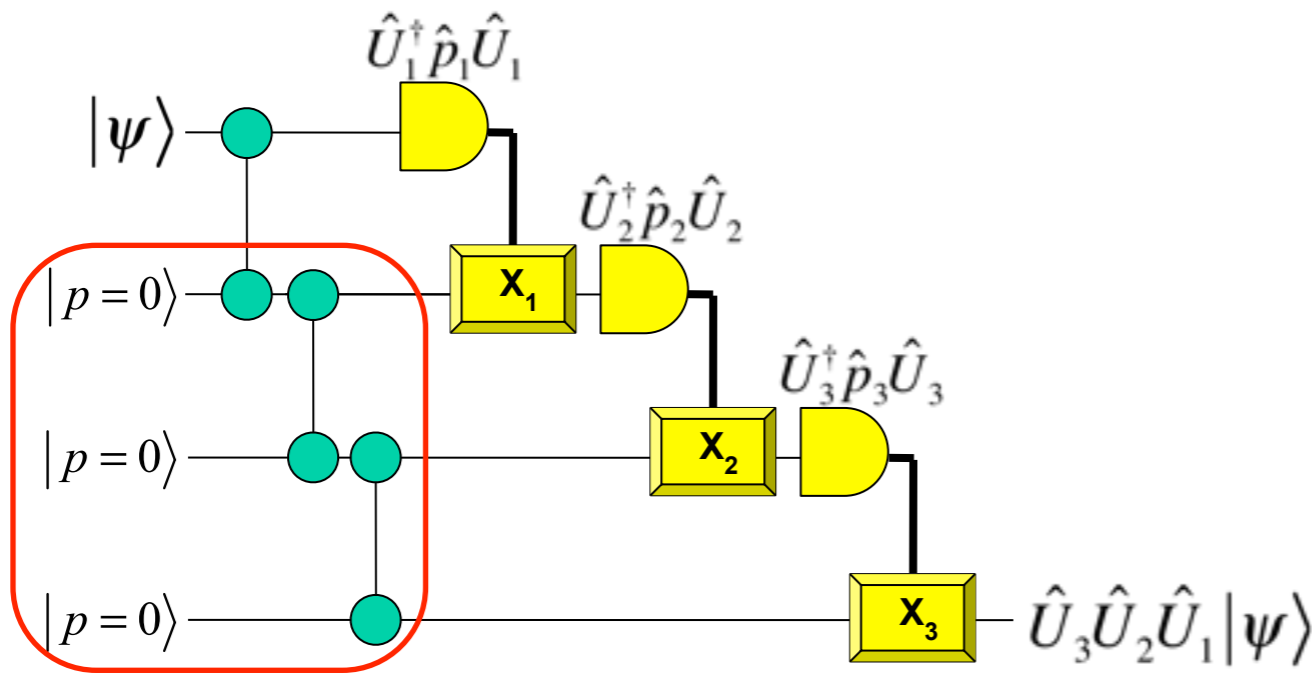 Û₁†p̂₁Û₁
|ψ⟩
Û₂†p̂₂Û₂
|p = 0⟩
X₁
Û₃†p̂₃Û₃
|p = 0⟩
X₂
|p = 0⟩
X₃
Û₃Û₂Û₁|ψ⟩